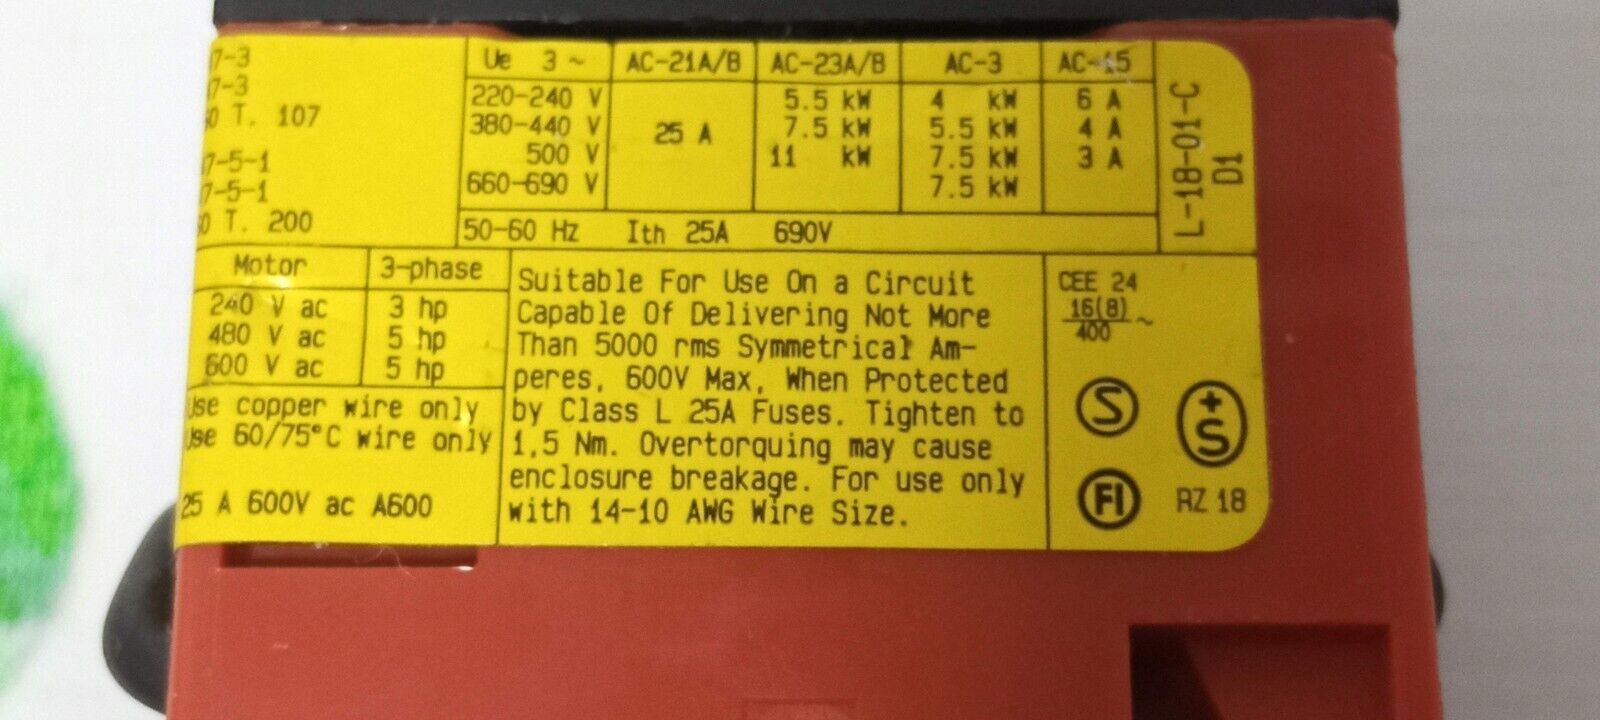 7-3
7-3
T. 107
7-5-1
7-5-1
T. 200
Ue 3 ~ AC-21A/B AC-23A/B AC-3 AC-15
220-240 V 25 A 5.5 kW 4 kW 6 A
380-440 V 7.5 kW 5.5 kW 4 A
500 V 11 kW 7.5 kW 3 A
660-690 V 7.5 kW
50-60 Hz Ith 25A 690V
L-18-01-C
D1
Motor 3-phase
240 V ac 3 hp
480 V ac 5 hp
600 V ac 5 hp
Use copper wire only
Use 60/75°C wire only
25 A 600V ac A600
Suitable For Use On a Circuit
Capable Of Delivering Not More
Than 5000 rms Symmetrical Am-
peres, 600V Max, When Protected
by Class L 25A Fuses. Tighten to
1,5 Nm. Overtorquing may cause
enclosure breakage. For use only
with 14-10 AWG Wire Size.
CEE 24
16(8)
400 ~
S
+
S
FI
RZ 18